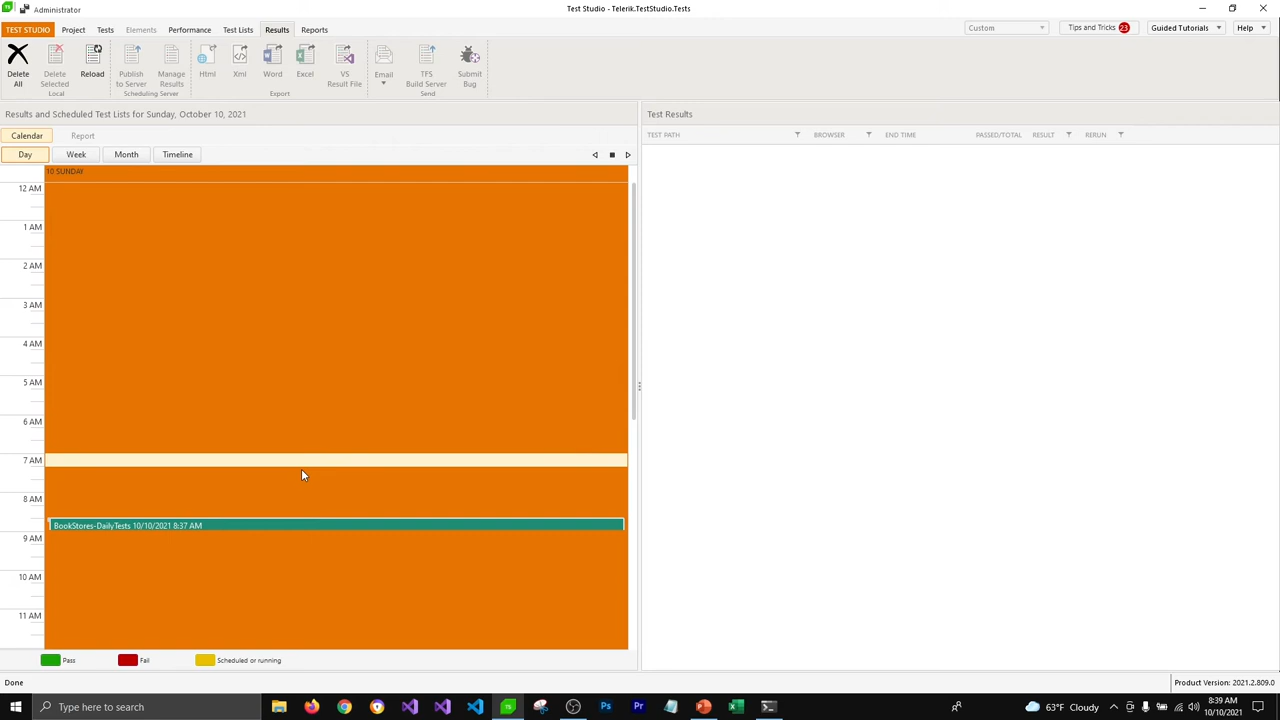 Administrator
Test Studio - Telerik.TestStudio.Tests
TEST STUDIO Project Tests Elements Performance Test Lists Results Reports
Custom Tips and Tricks 23 Guided Tutorials Help
Delete All
Delete Selected
Reload
Publish to Server
Manage Results
Html
Xml
Word
Excel
VS Result File
Email
TFS Build Server
Submit Bug
Local Scheduling Server Export Send
Results and Scheduled Test Lists for Sunday, October 10, 2021
Test Results
Calendar Report
TEST PATH BROWSER END TIME PASSED/TOTAL RESULT RERUN
Day Week Month Timeline
10 SUNDAY
12 AM
1 AM
2 AM
3 AM
4 AM
5 AM
6 AM
7 AM
8 AM
BookStores-DailyTests 10/10/2021 8:37 AM
9 AM
10 AM
11 AM
Pass Fail Scheduled or running
Done
Product Version: 2021.2.809.0
Type here to search
63°F Cloudy
8:39 AM
10/10/2021